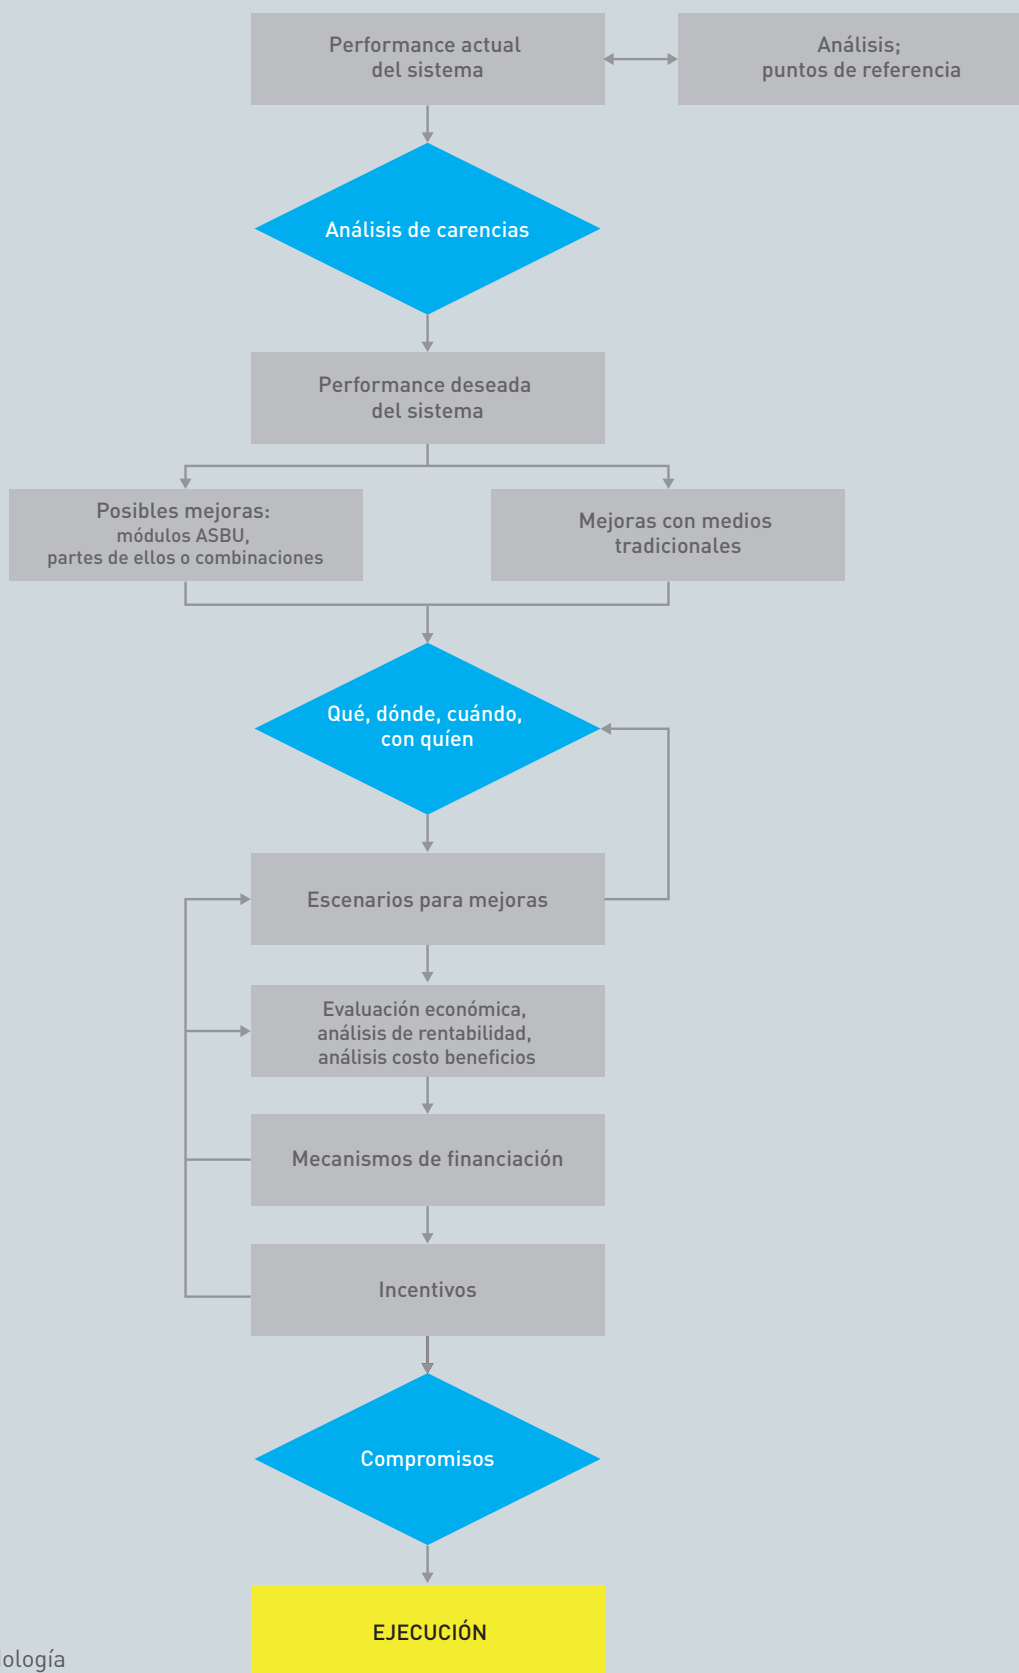 Performance actual
del sistema
Análisis;
puntos de referencia
Análisis de carencias
Performance deseada
del sistema
Posibles mejoras:
módulos ASBU,
partes de ellos o combinaciones
Mejoras con medios
tradicionales
Qué, dónde, cuándo,
con quíen
Escenarios para mejoras
Evaluación económica,
análisis de rentabilidad,
análisis costo beneficios
Mecanismos de financiación
Incentivos
Compromisos
EJECUCIÓN